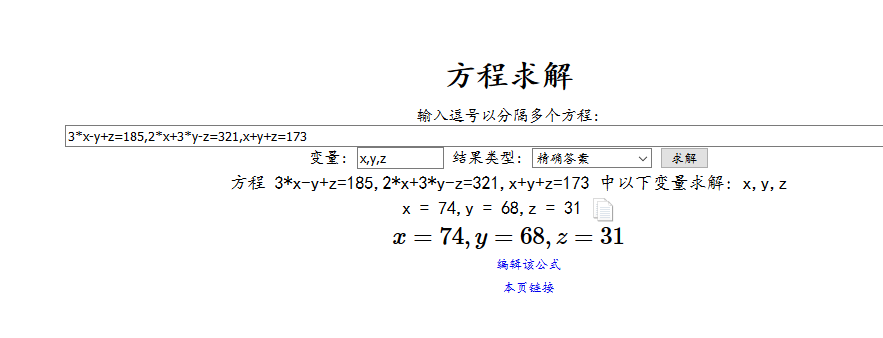 方程求解
输入逗号以分隔多个方程：
3*x-y+z=185,2*x+3*y-z=321,x+y+z=173
变量： x,y,z 结果类型： 精确答案 求解
方程 3*x-y+z=185,2*x+3*y-z=321,x+y+z=173 中以下变量求解：x,y,z
x = 74,y = 68,z = 31
x = 74, y = 68, z = 31
编辑该公式
本页链接